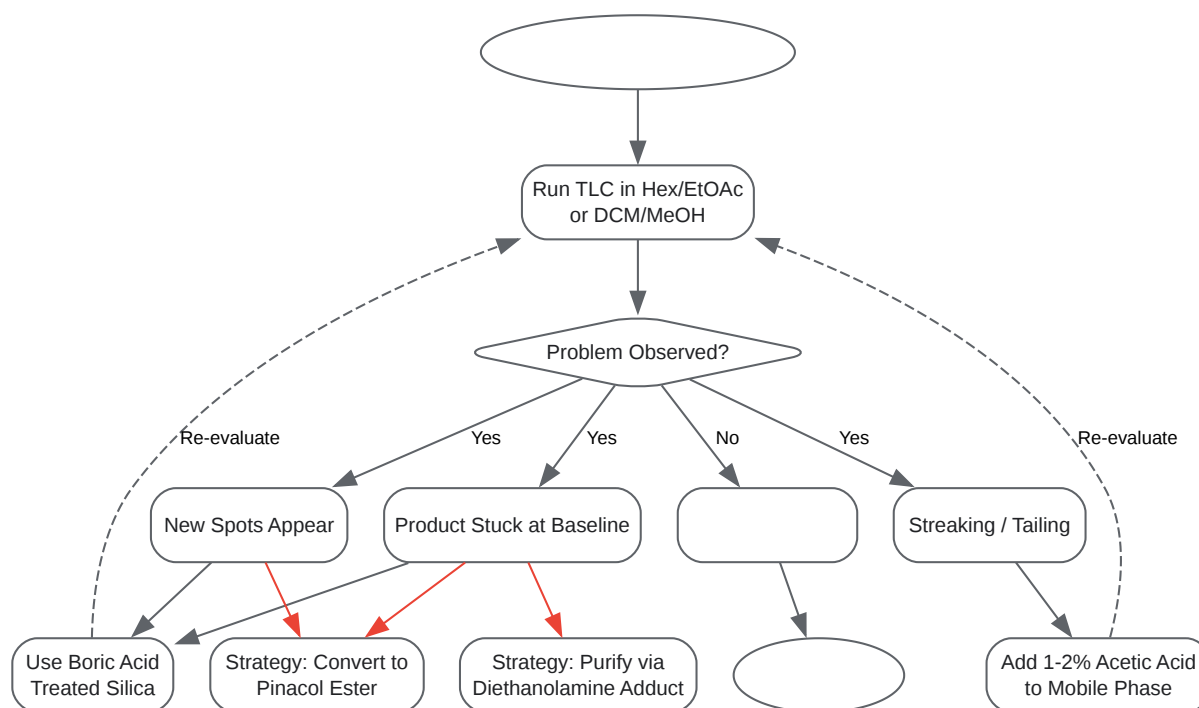 Run TLC in Hex/EtOAc
or DCM/MeOH
Problem Observed?
Re-evaluate
Yes
Yes
No
Yes
Re-evaluate
New Spots Appear
Product Stuck at Baseline
Streaking / Tailing
Use Boric Acid
Treated Silica
Strategy: Convert to
Pinacol Ester
Strategy: Purify via
Diethanolamine Adduct
Add 1-2% Acetic Acid
to Mobile Phase